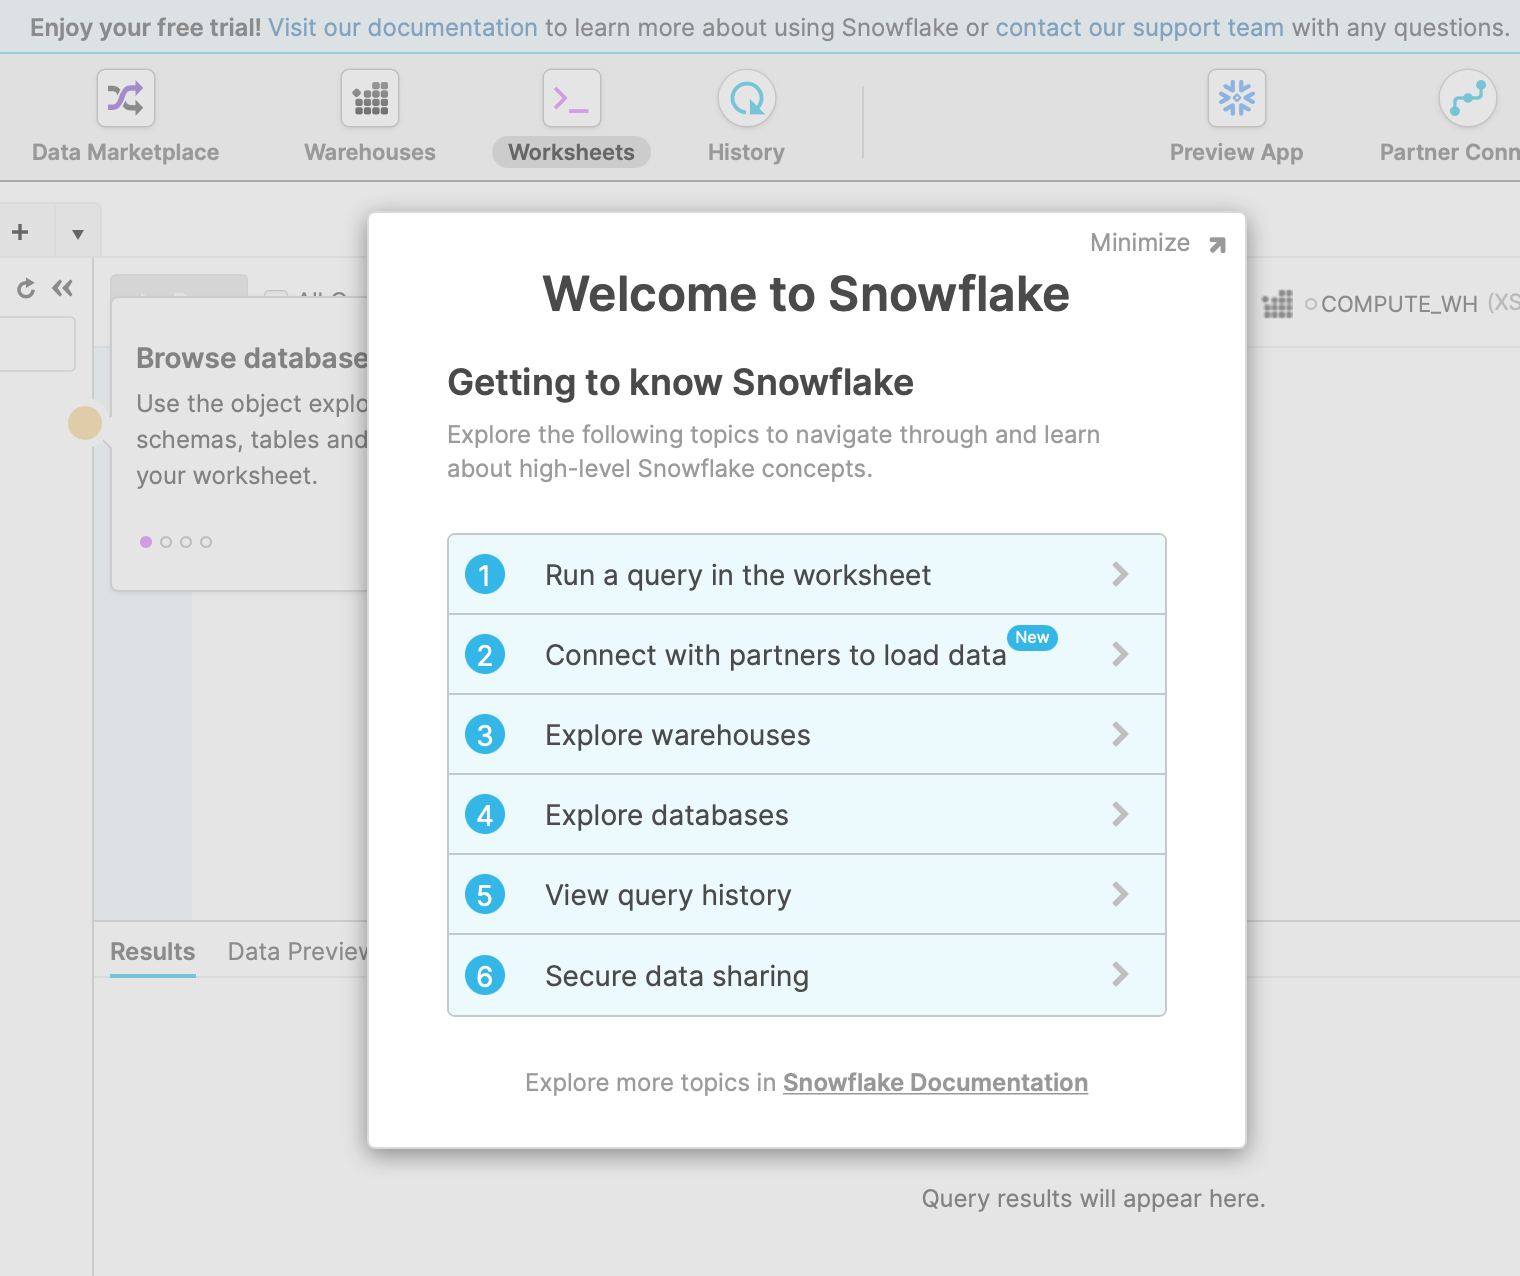 Enjoy your free trial! Visit our documentation to learn more about using Snowflake or contact our support team with any questions.
Data Marketplace
Warehouses
Worksheets
History
Preview App
Partner Conn
Minimize
Welcome to Snowflake
COMPUTE_WH (XS
Browse database
Use the object explo
schemas, tables and
your worksheet.
Getting to know Snowflake
Explore the following topics to navigate through and learn
about high-level Snowflake concepts.
1 Run a query in the worksheet
2 Connect with partners to load data New
3 Explore warehouses
4 Explore databases
5 View query history
6 Secure data sharing
Results
Data Preview
Explore more topics in Snowflake Documentation
Query results will appear here.